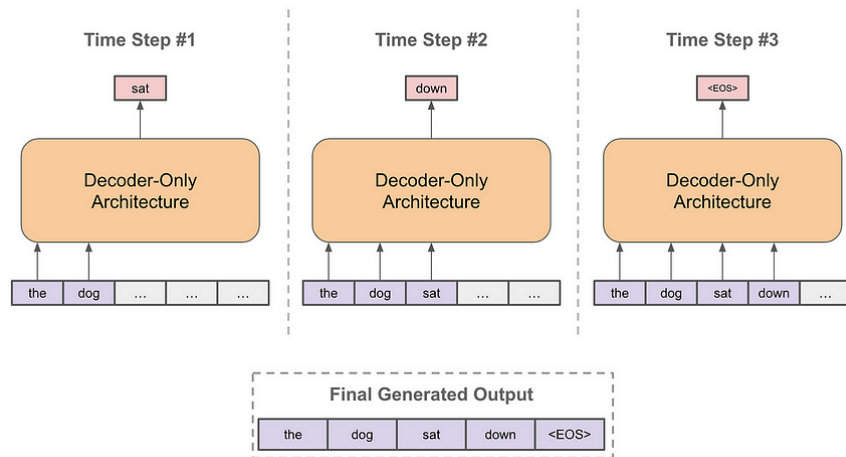 Time Step #1
Time Step #2
Time Step #3
sat
down
<EOS>
Decoder-Only
Architecture
Decoder-Only
Architecture
Decoder-Only
Architecture
the dog ... ... ...
the dog sat ... ...
the dog sat down ...
Final Generated Output
the dog sat down <EOS>